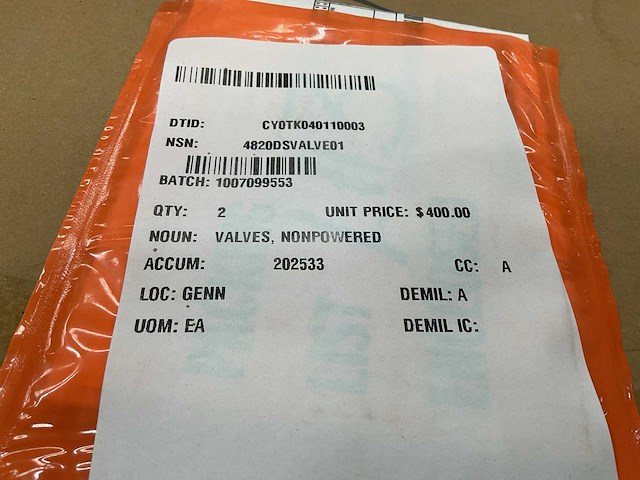 DTID: CY0TK040110003
NSN: 4820DSVALVE01
BATCH: 1007099553
QTY: 2 UNIT PRICE: $400.00
NOUN: VALVES, NONPOWERED
ACCUM: 202533 CC: A
LOC: GENN DEMIL: A
UOM: EA DEMIL IC: